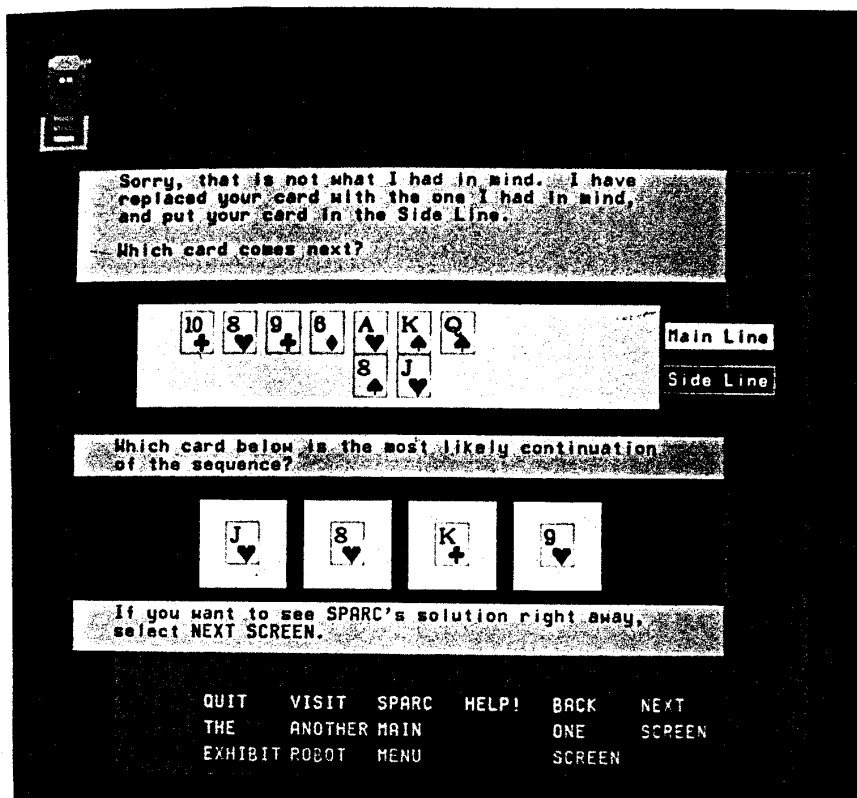 Sorry, that is not what I had in mind.  I have
replaced your card with the one I had in mind,
and put your card in the Side Line.
Which card comes next?
10 8 9 6 A K Q
Main Line
8 J
Side Line
Which card below is the most likely continuation
of the sequence?
J 8 K 9
If you want to see SPARC's solution right away,
select NEXT SCREEN.
QUIT VISIT SPARC HELP! BACK NEXT
THE ANOTHER MAIN ONE SCREEN
EXHIBIT ROBOT MENU SCREEN